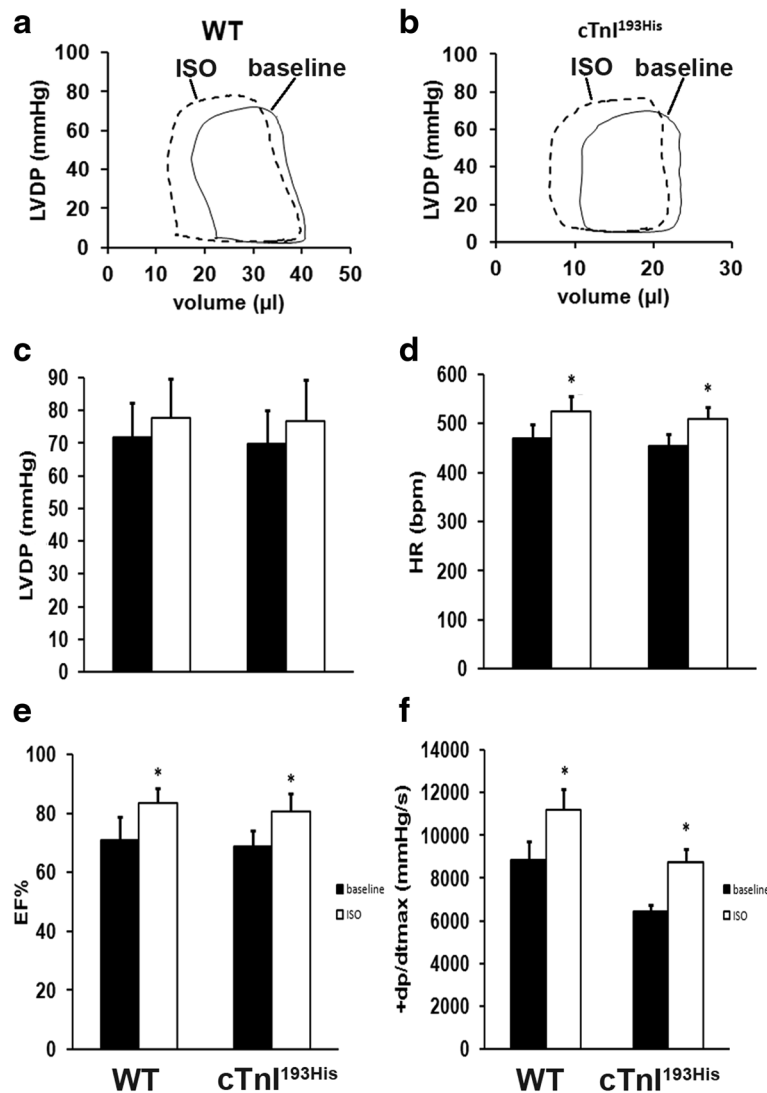 a
WT
ISO
baseline
LVDP (mmHg)
100
80
60
40
20
0
0 10 20 30 40 50
volume (µl)
b
cTnI193His
ISO
baseline
LVDP (mmHg)
100
80
60
40
20
0
0 10 20 30
volume (µl)
c
LVDP (mmHg)
90
80
70
60
50
40
30
20
10
0
d
HR (bpm)
600
500
400
300
200
100
0
* *
e
EF%
100
80
60
40
20
0
* *
baseline
ISO
WT cTnI193His
f
+dp/dtmax (mmHg/s)
14000
12000
10000
8000
6000
4000
2000
0
* *
baseline
ISO
WT cTnI193His